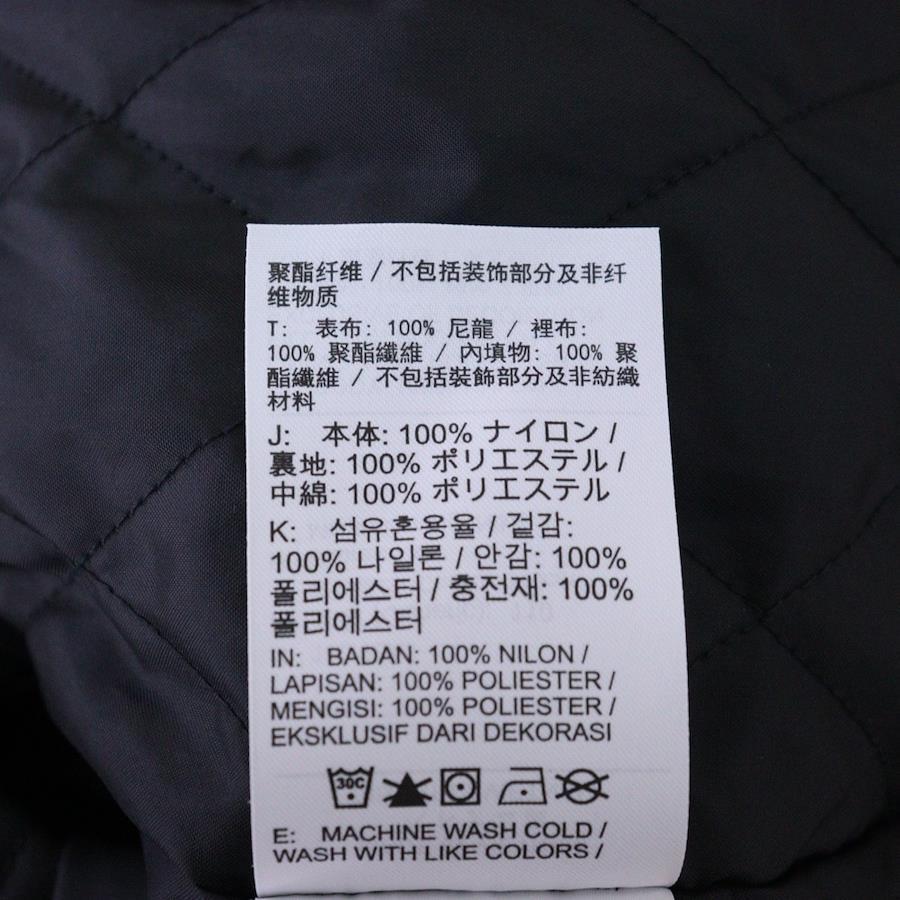 聚酯纤维 / 不包括装饰部分及非纤
维物质
T: 表布: 100% 尼龍 / 裡布:
100% 聚酯纖維 / 內填物: 100% 聚
酯纖維 / 不包括裝飾部分及非紡織
材料
J: 本体: 100% ナイロン /
裏地: 100% ポリエステル /
中綿: 100% ポリエステル
K: 섬유혼용율 / 겉감:
100% 나일론 / 안감: 100%
폴리에스터 / 충전재: 100%
폴리에스터
IN: BADAN: 100% NILON /
LAPISAN: 100% POLIESTER /
MENGISI: 100% POLIESTER /
EKSKLUSIF DARI DEKORASI
30C
E: MACHINE WASH COLD /
WASH WITH LIKE COLORS /